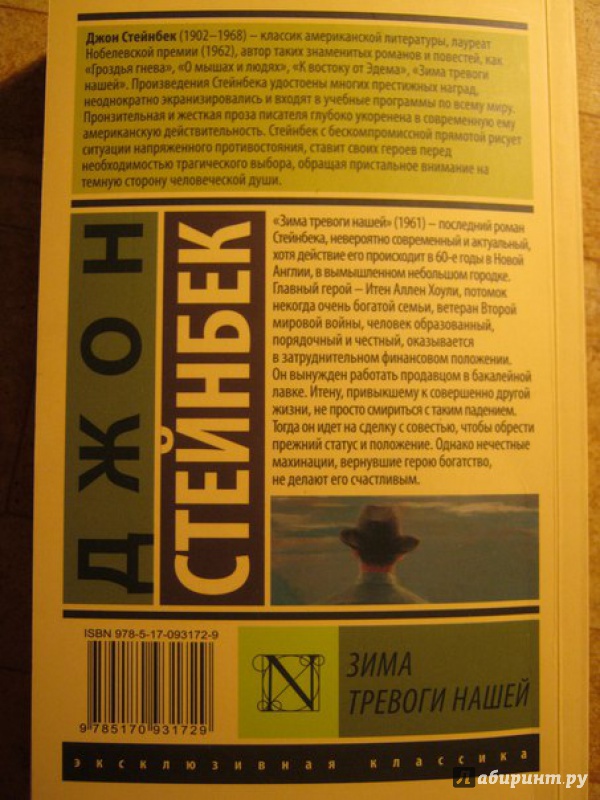 Джон Стейнбек (1902–1968) – классик американской литературы, лауреат
Нобелевской премии (1962), автор таких знаменитых романов и повестей, как
«Гроздья гнева», «О мышах и людях», «К востоку от Эдема», «Зима тревоги
нашей». Произведения Стейнбека удостоены многих престижных наград,
неоднократно экранизировались и входят в учебные программы по всему миру.
Пронзительная и жесткая проза писателя глубоко укоренена в современную ему
американскую действительность. Стейнбек с бескомпромиссной прямотой рисует
ситуации напряженного противостояния, ставит своих героев перед
необходимостью трагического выбора, обращая пристальное внимание на
темную сторону человеческой души.
ДЖОН
СТЕЙНБЕК
«Зима тревоги нашей» (1961) – последний роман
Стейнбека, невероятно современный и актуальный,
хотя действие его происходит в 60-е годы в Новой
Англии, в вымышленном небольшом городке.
Главный герой – Итен Аллен Хоули, потомок
некогда очень богатой семьи, ветеран Второй
мировой войны, человек образованный,
порядочный и честный, оказывается
в затруднительном финансовом положении.
Он вынужден работать продавцом в бакалейной
лавке. Итену, привыкшему к совершенно другой
жизни, не просто смириться с таким падением.
Тогда он идет на сделку с совестью, чтобы обрести
прежний статус и положение. Однако нечестные
махинации, вернувшие герою богатство,
не делают его счастливым.
ISBN 978-5-17-093172-9
9 785170 931729
N
ЗИМА
ТРЕВОГИ НАШЕЙ
эксклюзивная классика
лабиринт.ру